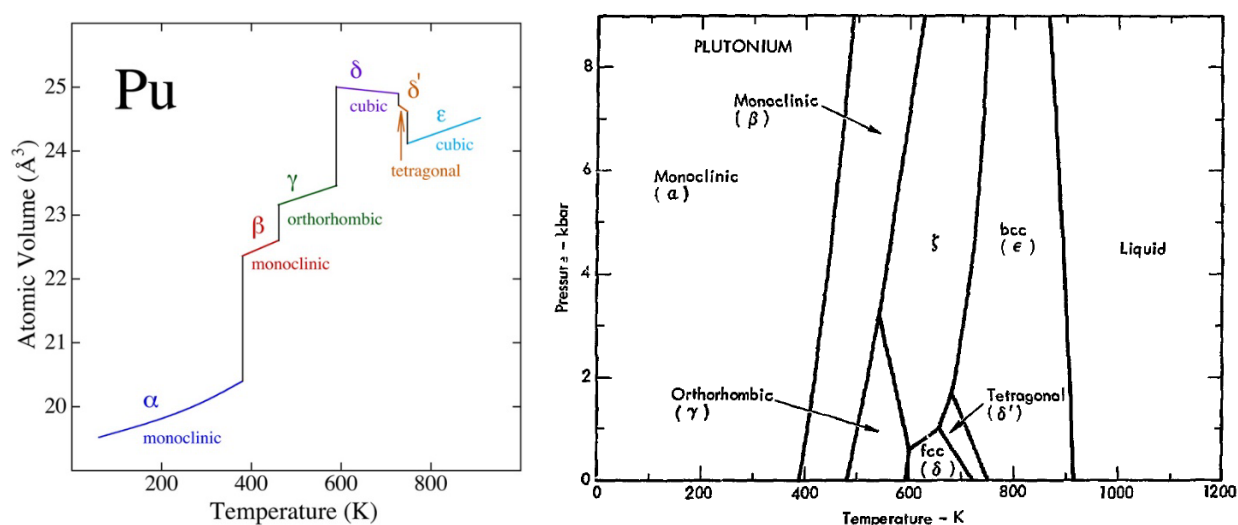 Pu
25
24
23
22
21
20
Atomic Volume (Å³)
α
monoclinic
β
monoclinic
γ
orthorhombic
δ
cubic
δ'
tetragonal
ε
cubic
200
400
600
800
Temperature (K)
PLUTONIUM
8
6
4
2
0
Pressure – kbar
Monoclinic
(β)
Monoclinic
(α)
ζ
bcc
(ϵ)
Liquid
Orthorhombic
(γ)
Tetragonal
(δ')
fcc
(δ)
0
200
400
600
800
1000
1200
Temperature – K